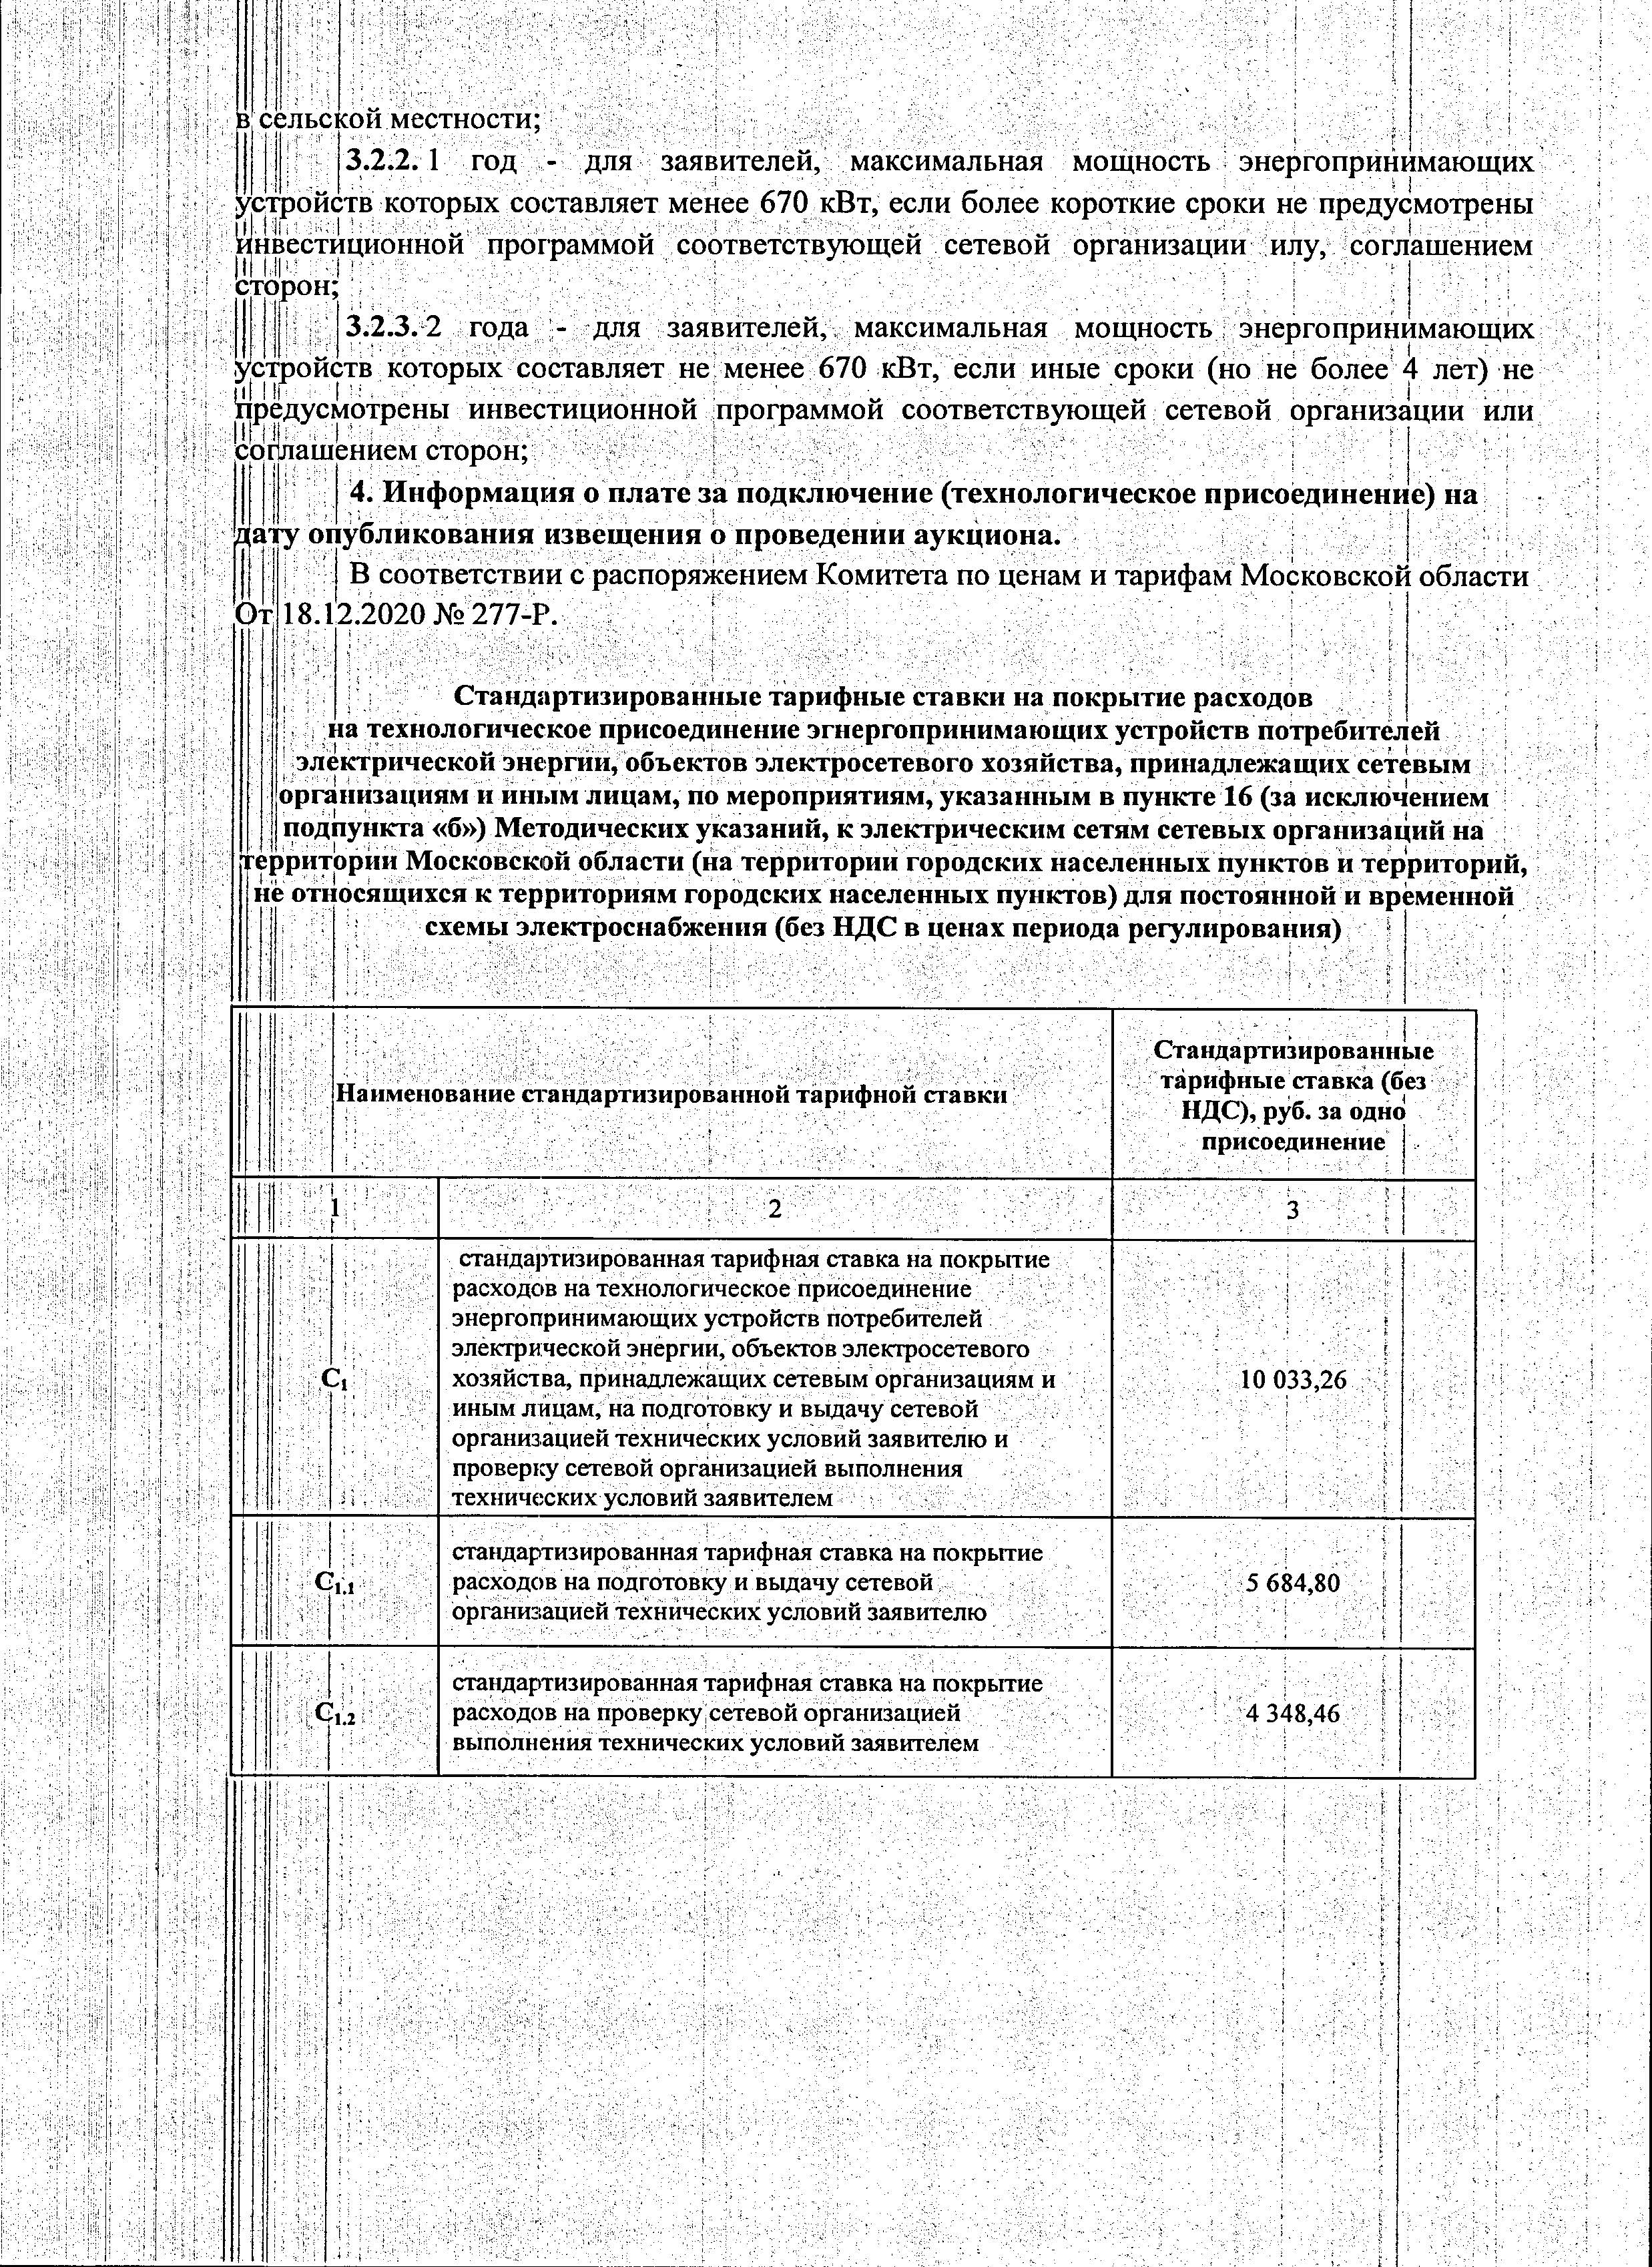 в сельской местности;
3.2.2. 1 год - для заявителей, максимальная мощность энергопринимающих
устройств которых составляет менее 670 кВт, если более короткие сроки не предусмотрены
инвестиционной программой соответствующей сетевой организации илу, соглашением
сторон;
3.2.3. 2 года - для заявителей, максимальная мощность энергопринимающих
устройств которых составляет не менее 670 кВт, если иные сроки (но не более 4 лет) не
предусмотрены инвестиционной программой соответствующей сетевой организации или
соглашением сторон;
4. Информация о плате за подключение (технологическое присоединение) на
дату опубликования извещения о проведении аукциона.
В соответствии с распоряжением Комитета по ценам и тарифам Московской области
От 18.12.2020 № 277-Р.
Стандартизированные тарифные ставки на покрытие расходов
на технологическое присоединение эгнергопринимающих устройств потребителей
электрической энергии, объектов электросетевого хозяйства, принадлежащих сетевым
организациям и иным лицам, по мероприятиям, указанным в пункте 16 (за исключением
подпункта «б») Методических указаний, к электрическим сетям сетевых организаций на
территории Московской области (на территории городских населенных пунктов и территорий,
не относящихся к территориям городских населенных пунктов) для постоянной и временной
схемы электроснабжения (без НДС в ценах периода регулирования)
Наименование стандартизированной тарифной ставки
Стандартизированные
тарифные ставка (без
НДС), руб. за одно
присоединение
1
2
3
С1
стандартизированная тарифная ставка на покрытие
расходов на технологическое присоединение
энергопринимающих устройств потребителей
электрической энергии, объектов электросетевого
хозяйства, принадлежащих сетевым организациям и
иным лицам, на подготовку и выдачу сетевой
организацией технических условий заявителю и
проверку сетевой организацией выполнения
технических условий заявителем
10 033,26
С1.1
стандартизированная тарифная ставка на покрытие
расходов на подготовку и выдачу сетевой
организацией технических условий заявителю
5 684,80
С1.2
стандартизированная тарифная ставка на покрытие
расходов на проверку сетевой организацией
выполнения технических условий заявителем
4 348,46